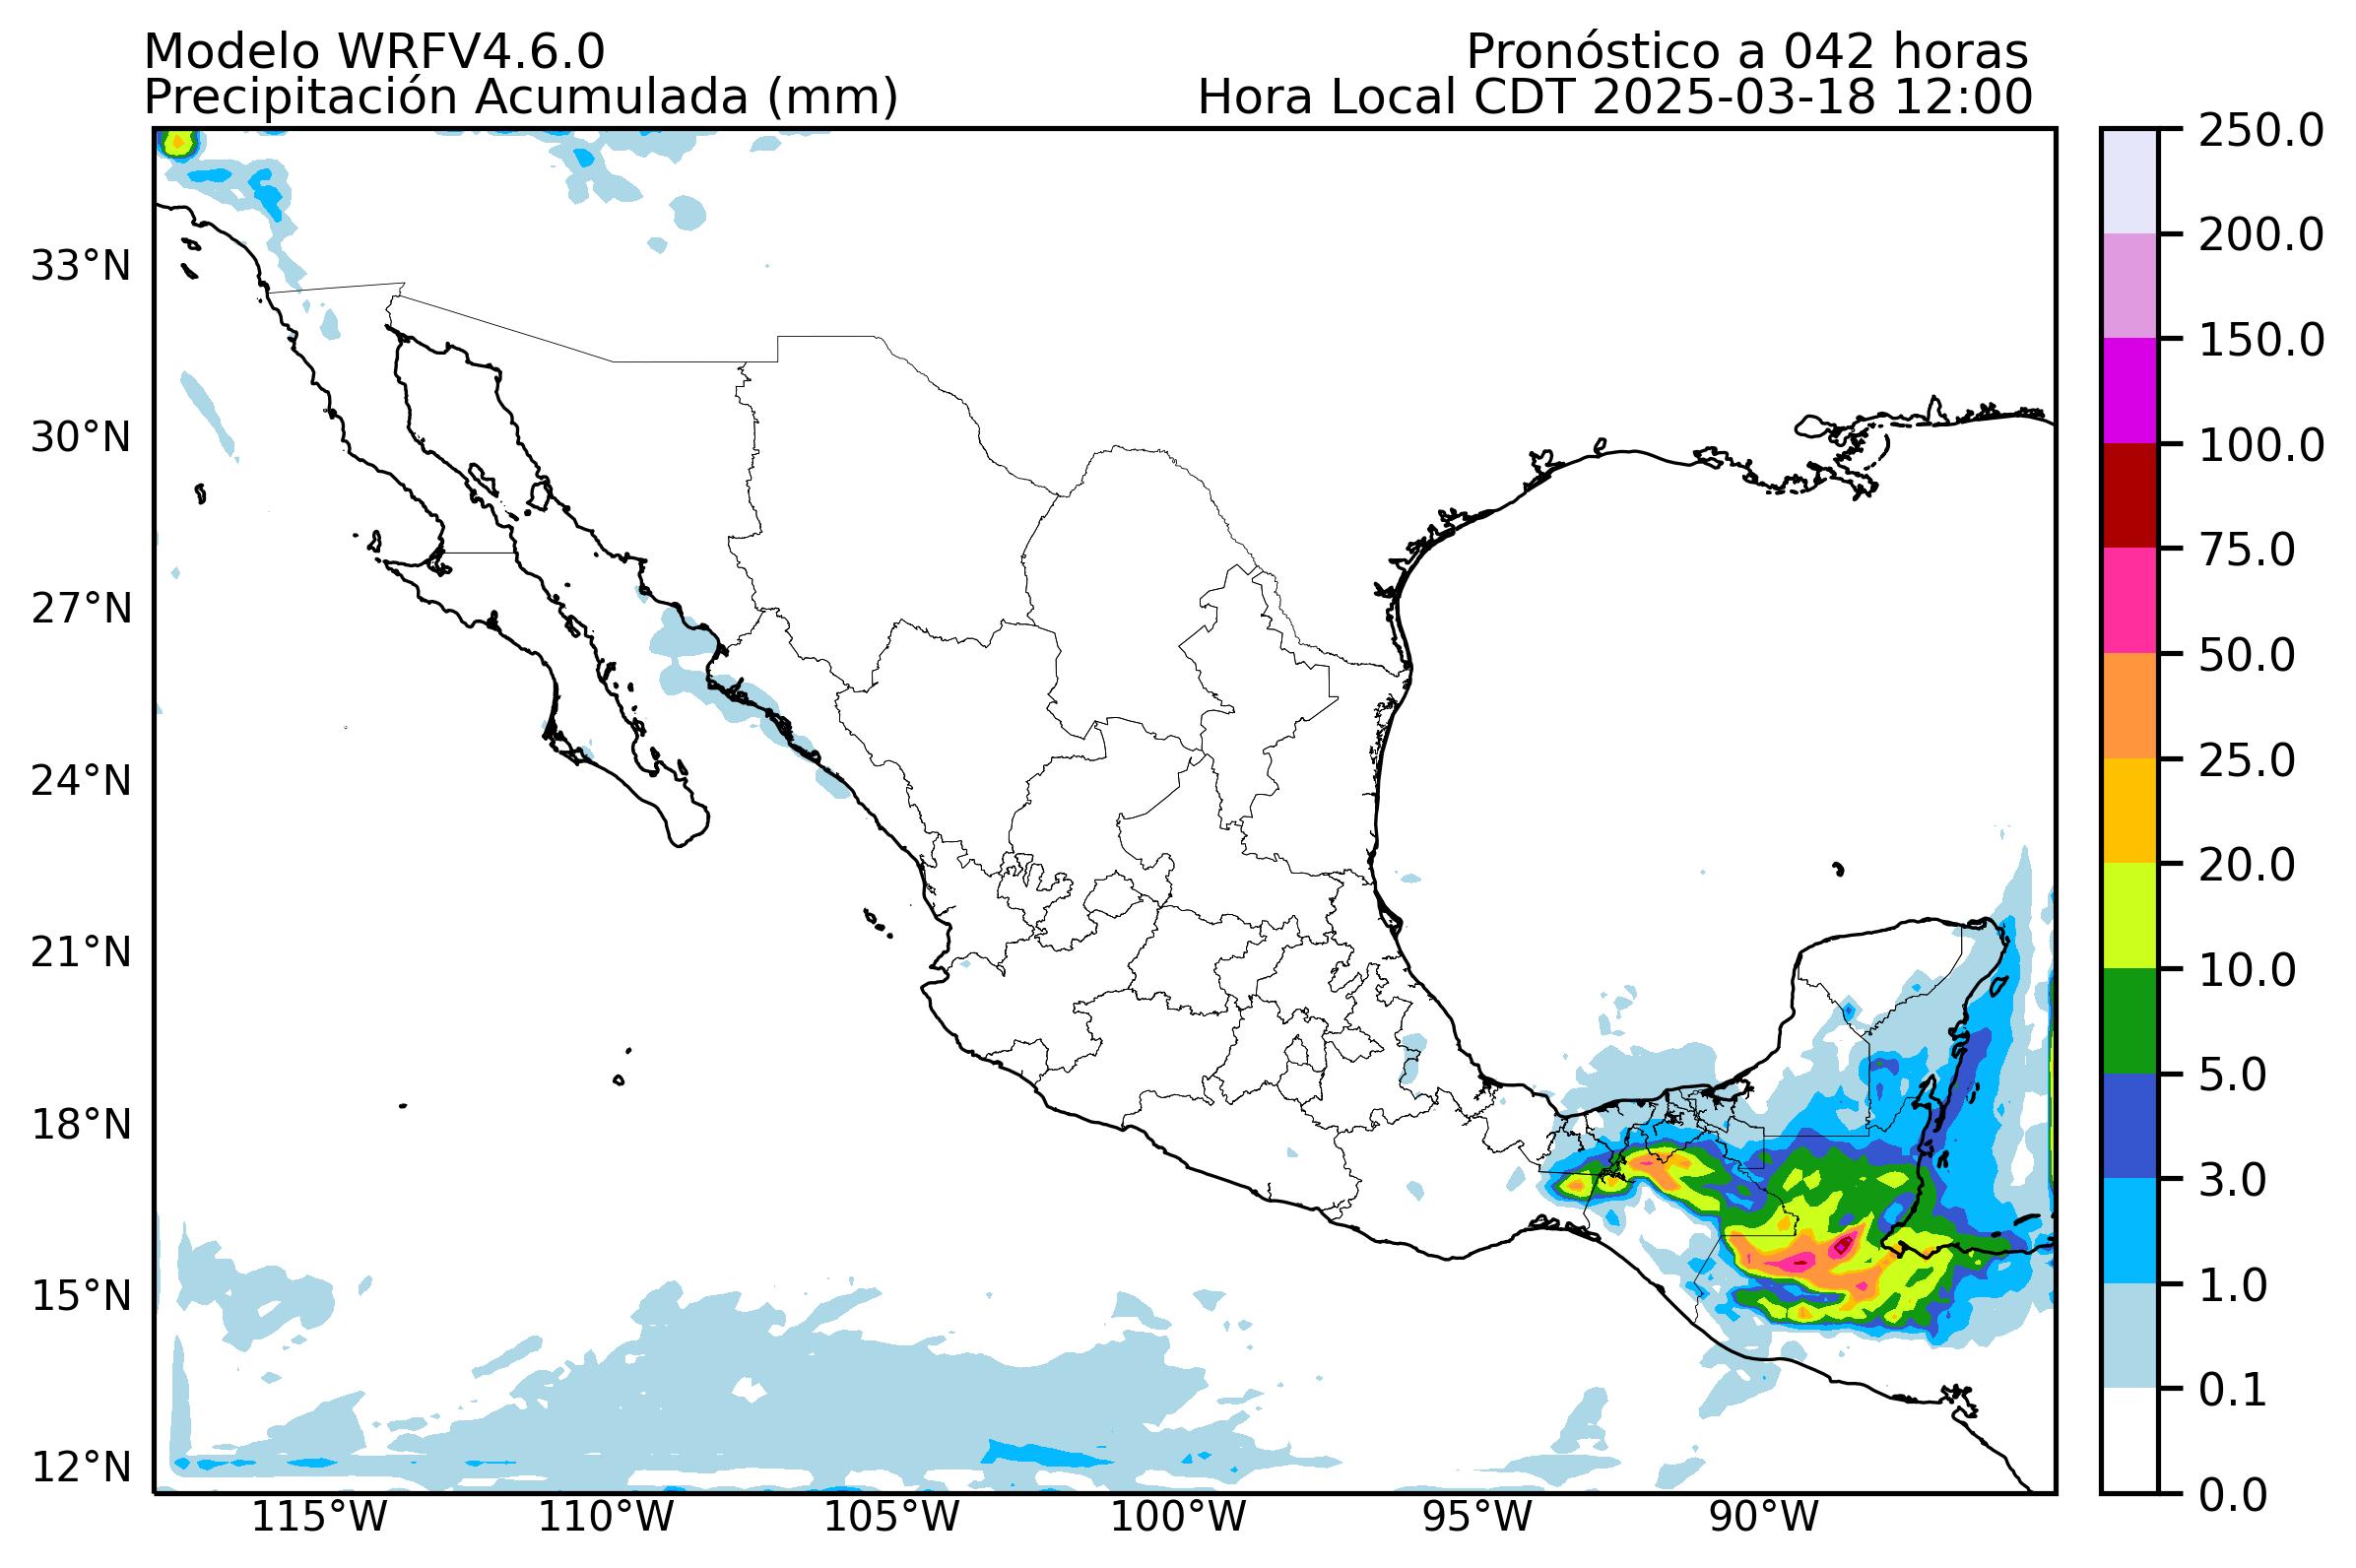 Modelo WRFV4.6.0
Pronóstico a 042 horas
Precipitación Acumulada (mm)
Hora Local CDT 2025-03-18 12:00
33°N
30°N
27°N
24°N
21°N
18°N
15°N
12°N
115°W
110°W
105°W
100°W
95°W
90°W
250.0
200.0
150.0
100.0
75.0
50.0
25.0
20.0
10.0
5.0
3.0
1.0
0.1
0.0